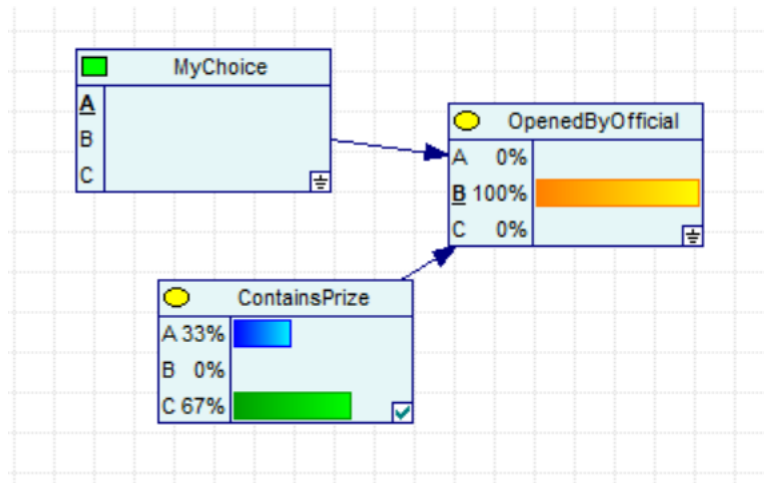 MyChoice
A
B
C
OpenedByOfficial
A 0%
B 100%
C 0%
ContainsPrize
A 33%
B 0%
C 67%